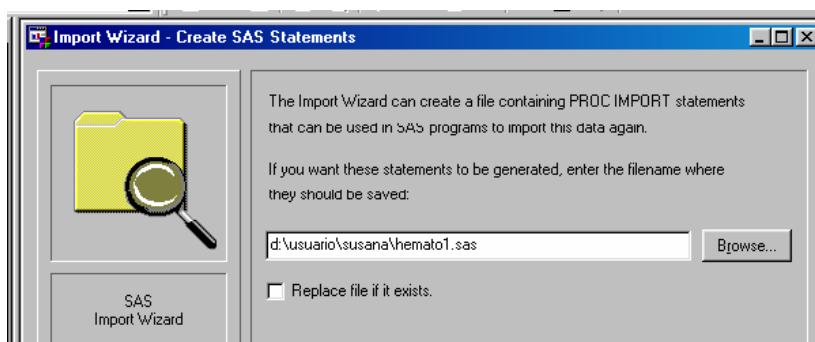 Import Wizard - Create SAS Statements
The Import Wizard can create a file containing PROC IMPORT statements
that can be used in SAS programs to import this data again.
If you want these statements to be generated, enter the filename where
they should be saved:
d:\usuario\susana\hemato1.sas
Browse...
Replace file if it exists.
SAS
Import Wizard